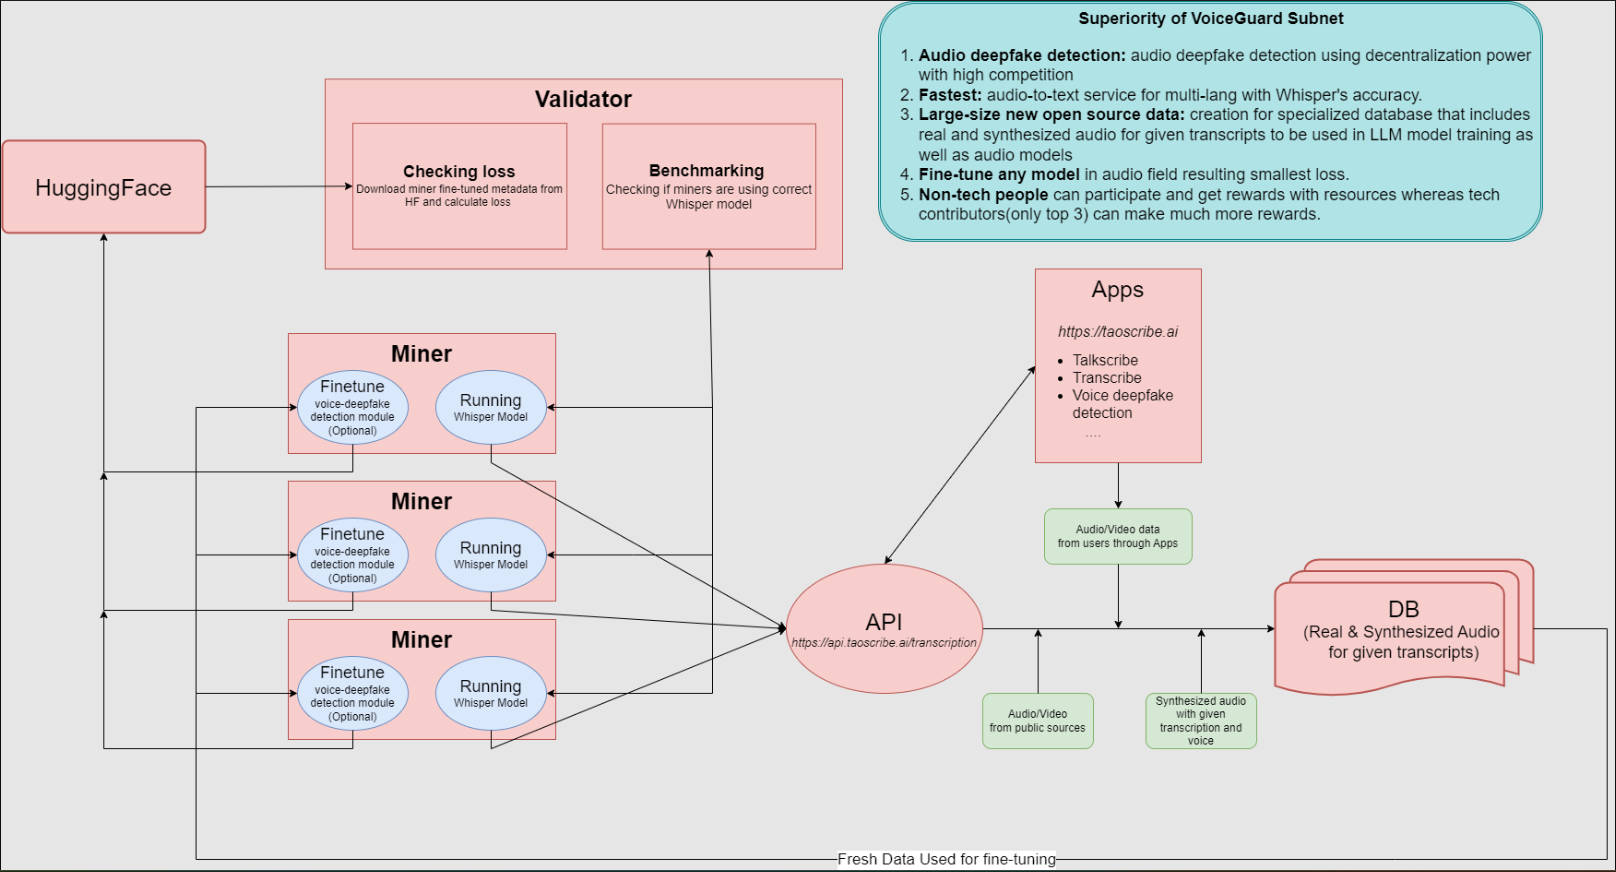 Superiority of VoiceGuard Subnet
1. Audio deepfake detection: audio deepfake detection using decentralization power
with high competition
2. Fastest: audio-to-text service for multi-lang with Whisper's accuracy.
3. Large-size new open source data: creation for specialized database that includes
real and synthesized audio for given transcripts to be used in LLM model training as
well as audio models
4. Fine-tune any model in audio field resulting smallest loss.
5. Non-tech people can participate and get rewards with resources whereas tech
contributors(only top 3) can make much more rewards.
HuggingFace
Validator
Checking loss
Download miner fine-tuned metadata from
HF and calculate loss
Benchmarking
Checking if miners are using correct
Whisper model
Miner
Finetune
voice-deepfake
detection module
(Optional)
Running
Whisper Model
Miner
Finetune
voice-deepfake
detection module
(Optional)
Running
Whisper Model
Miner
Finetune
voice-deepfake
detection module
(Optional)
Running
Whisper Model
Apps
https://taoscribe.ai
• Talkscribe
• Transcribe
• Voice deepfake
detection
....
Audio/Video data
from users through Apps
API
https://api.taoscribe.ai/transcription
Audio/Video
from public sources
Synthesized audio
with given
transcription and
voice
DB
(Real & Synthesized Audio
for given transcripts)
Fresh Data Used for fine-tuning